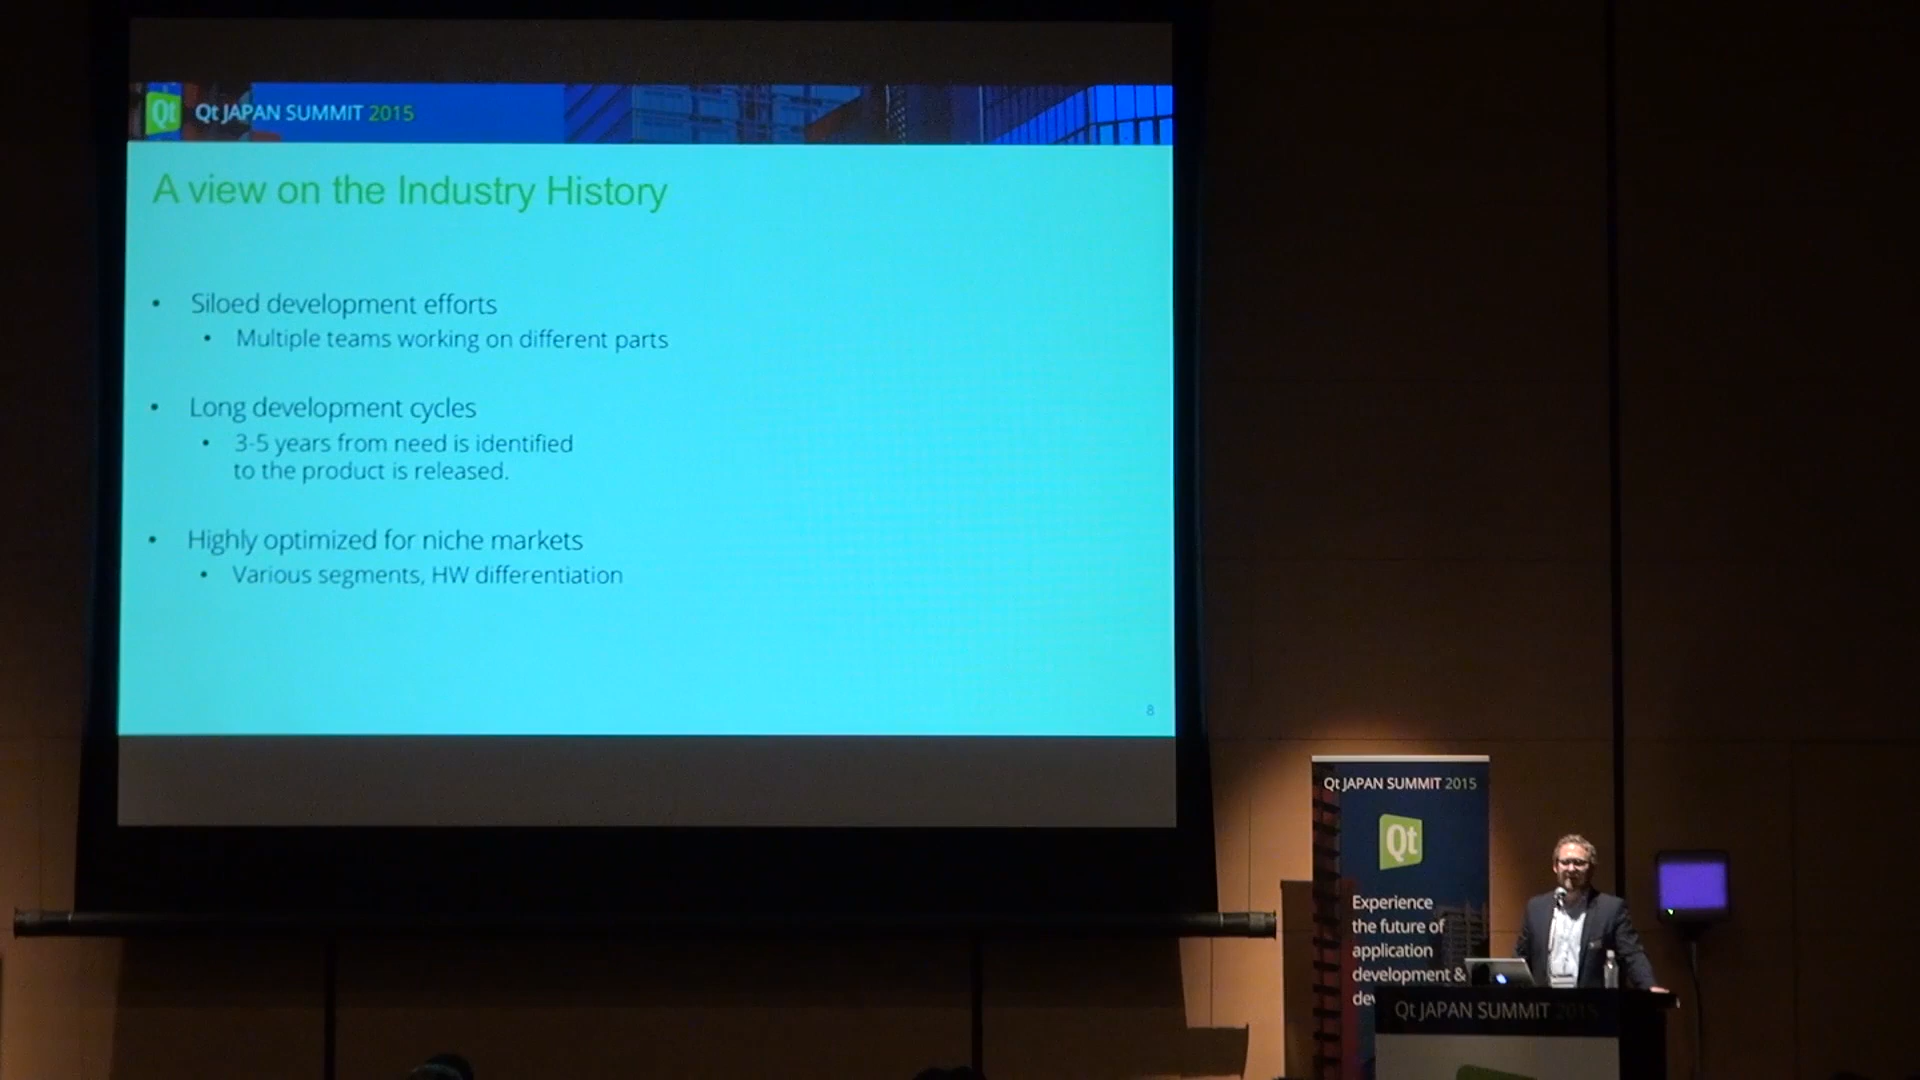 Qt
Qt JAPAN SUMMIT 2015
A view on the Industry History
• Siloed development efforts
• Multiple teams working on different parts
• Long development cycles
• 3-5 years from need is identified
to the product is released.
• Highly optimized for niche markets
• Various segments, HW differentiation
8
Qt JAPAN SUMMIT 2015
Qt
Experience
the future of
application
development &
Qt JAPAN SUMMIT 2015